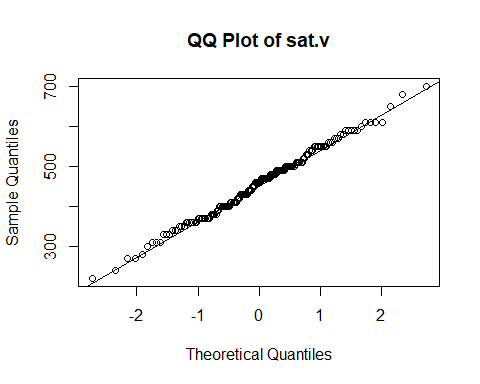 QQ Plot of sat.v
700
500
300
Sample Quantiles
-2 -1 0 1 2
Theoretical Quantiles